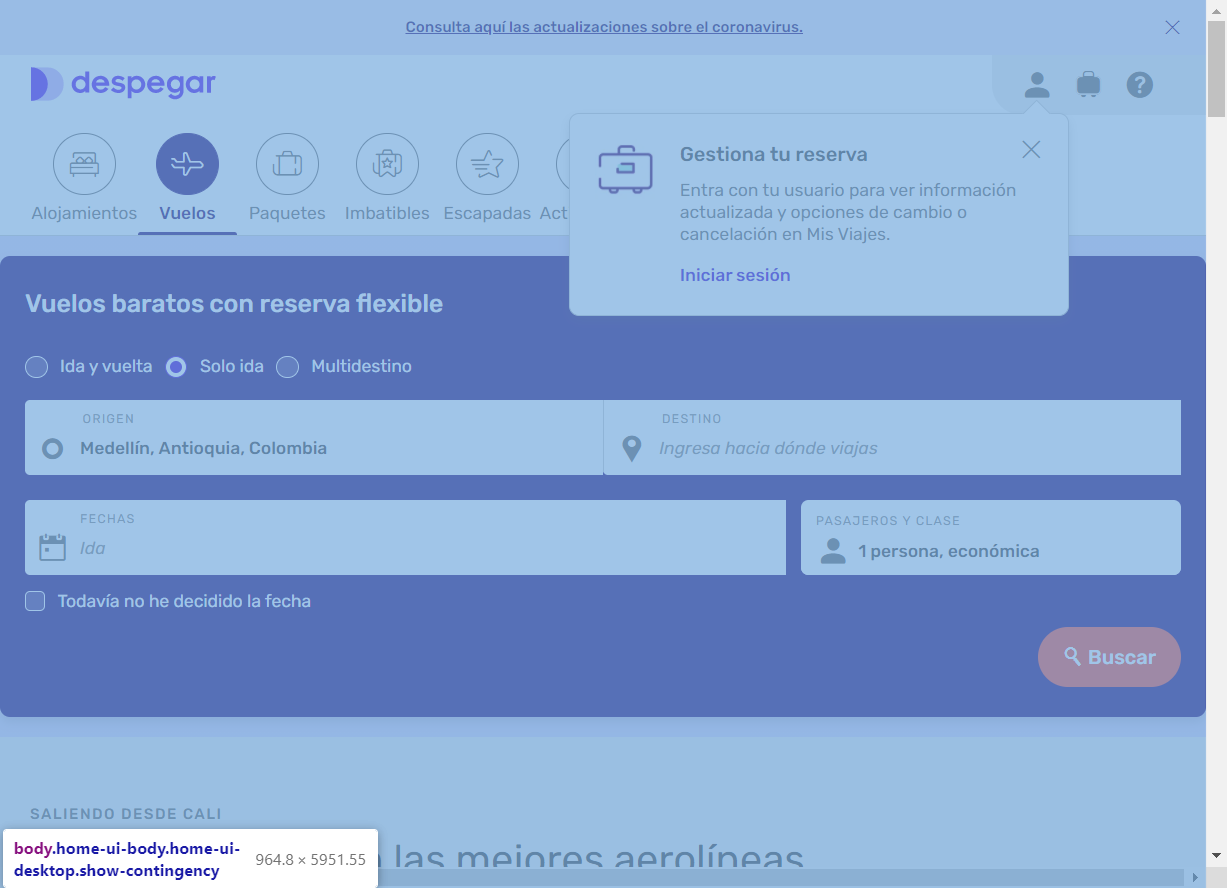 Consulta aquí las actualizaciones sobre el coronavirus.
despegar
?
Alojamientos
Vuelos
Paquetes
Imbatibles
Escapadas
Act
Gestiona tu reserva
Entra con tu usuario para ver información
actualizada y opciones de cambio o
cancelación en Mis Viajes.
Iniciar sesión
Vuelos baratos con reserva flexible
Ida y vuelta
Solo ida
Multidestino
ORIGEN
Medellín, Antioquia, Colombia
DESTINO
Ingresa hacia dónde viajas
FECHAS
Ida
PASAJEROS Y CLASE
1 persona, económica
Todavía no he decidido la fecha
Buscar
SALIENDO DESDE CALI
las mejores aerolíneas
body.home-ui-body.home-ui-
desktop.show-contingency
964.8 × 5951.55